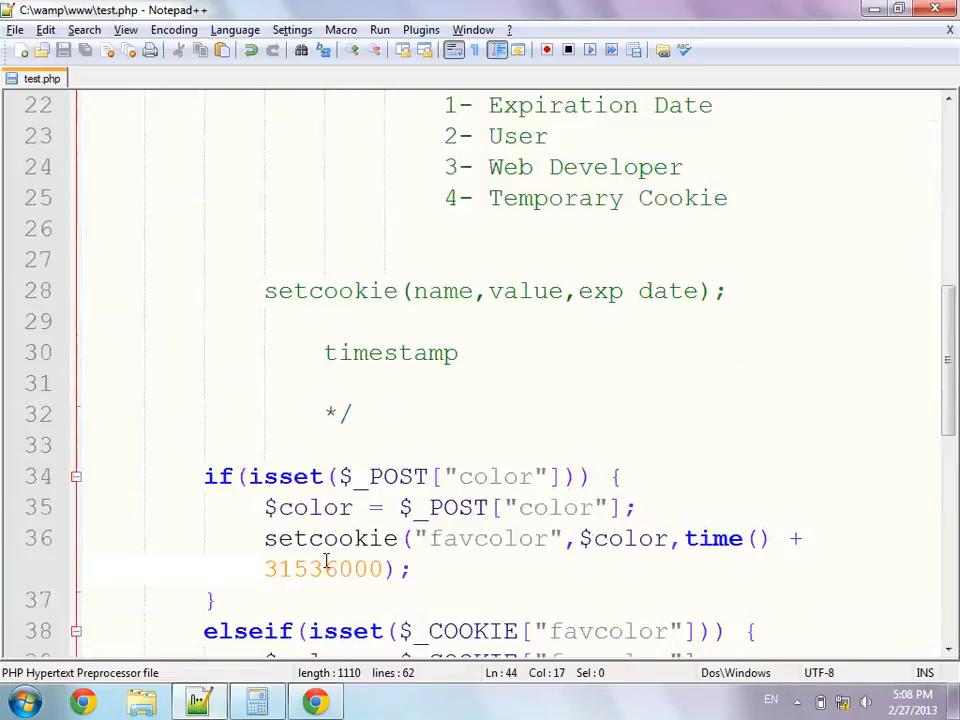 C:\wamp\www\test.php - Notepad++
File Edit Search View Encoding Language Settings Macro Run Plugins Window ? X
test.php
22 1- Expiration Date
23 2- User
24 3- Web Developer
25 4- Temporary Cookie
26
27
28 setcookie(name,value,exp date);
29
30 timestamp
31
32 */
33
34 if(isset($_POST["color"])) {
35 $color = $_POST["color"];
36 setcookie("favcolor",$color,time() +
31536000);
37 }
38 elseif(isset($_COOKIE["favcolor"])) {
PHP Hypertext Preprocessor file length:1110 lines:62 Ln:44 Col:17 Sel:0 Dos\Windows UTF-8 INS
EN 5:08 PM
2/27/2013